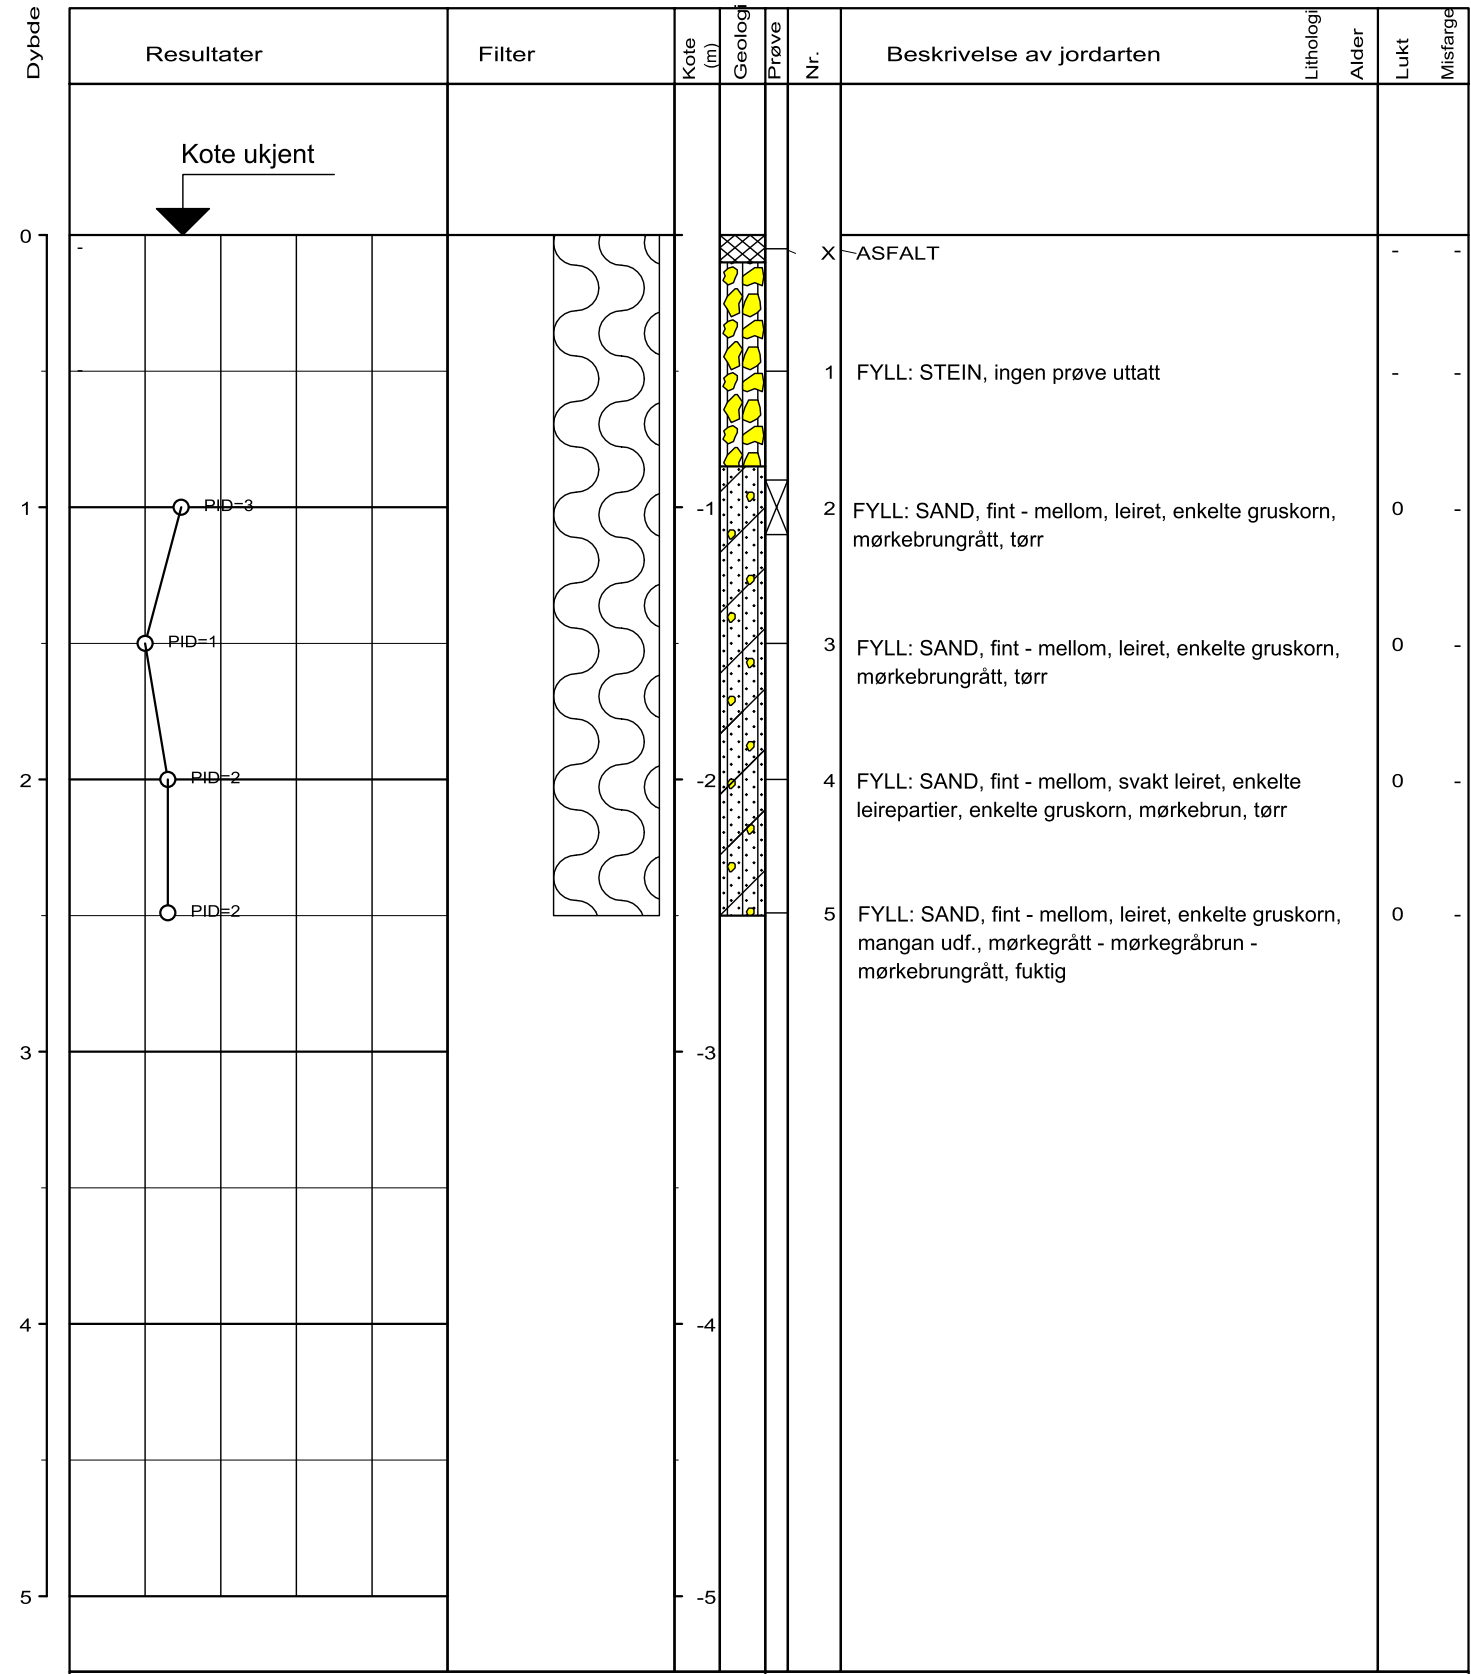 Dybde
Resultater
Filter
Kote
(m)
Geologi
Prøve
Nr.
Beskrivelse av jordarten
Lithologi
Alder
Lukt
Misfarge
Kote ukjent
0
-
X
ASFALT
-
-
-
1
FYLL: STEIN, ingen prøve uttatt
-
-
1
PID=3
-1
2
FYLL: SAND, fint - mellom, leiret, enkelte gruskorn,
mørkebrungrått, tørr
0
-
PID=1
3
FYLL: SAND, fint - mellom, leiret, enkelte gruskorn,
mørkebrungrått, tørr
0
-
2
PID=2
-2
4
FYLL: SAND, fint - mellom, svakt leiret, enkelte
leirepartier, enkelte gruskorn, mørkebrun, tørr
0
-
PID=2
5
FYLL: SAND, fint - mellom, leiret, enkelte gruskorn,
mangan udf., mørkegrått - mørkegråbrun -
mørkebrungrått, fuktig
0
-
3
-3
4
-4
5
-5